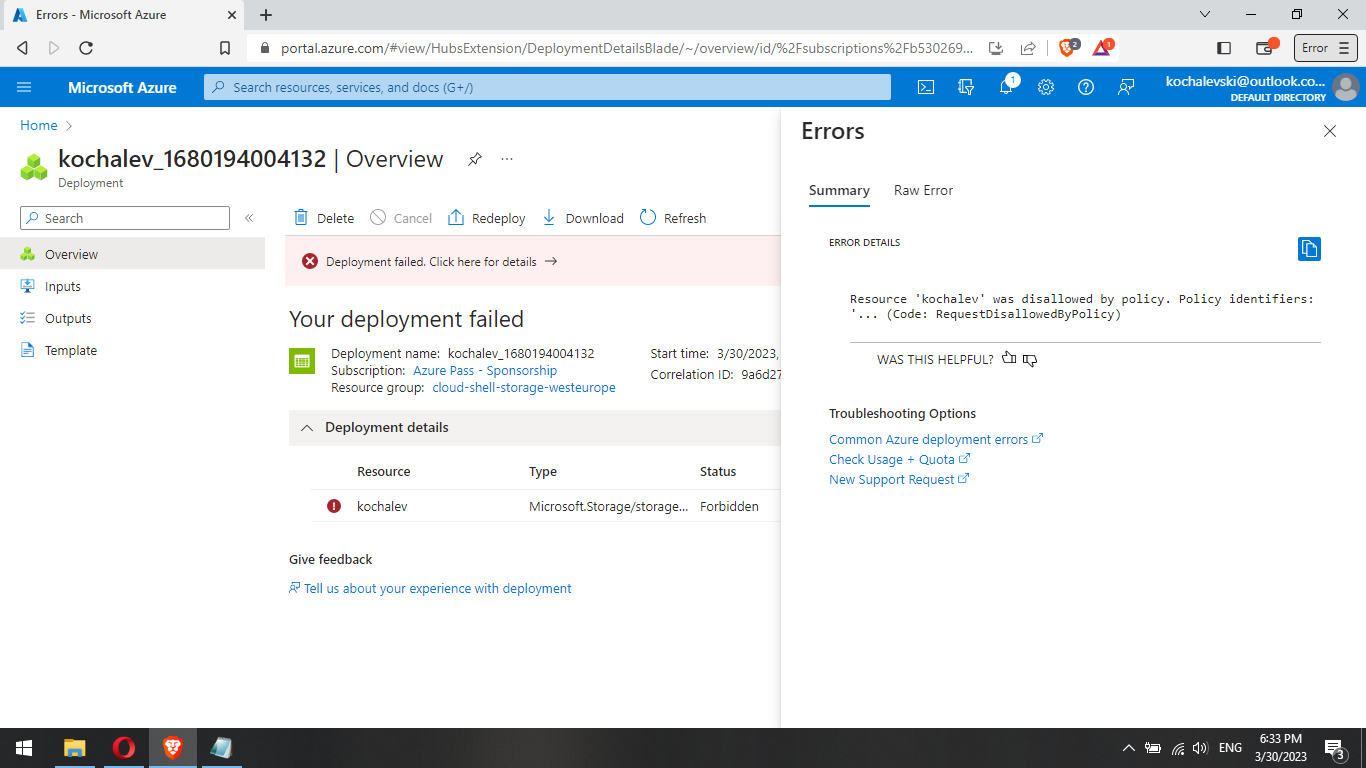 Errors - Microsoft Azure
portal.azure.com/#view/HubsExtension/DeploymentDetailsBlade/~/overview/id/%2Fsubscriptions%2Fb530269...
2
1
Error
Microsoft Azure
Search resources, services, and docs (G+/)
1
kochalevski@outlook.co...
DEFAULT DIRECTORY
Home
kochalev_1680194004132 | Overview
Deployment
Search
Overview
Inputs
Outputs
Template
Delete
Cancel
Redeploy
Download
Refresh
Deployment failed. Click here for details
Your deployment failed
Deployment name: kochalev_1680194004132
Subscription: Azure Pass - Sponsorship
Resource group: cloud-shell-storage-westeurope
Start time: 3/30/2023,
Correlation ID: 9a6d27
Deployment details
Resource Type Status
kochalev Microsoft.Storage/storage... Forbidden
Give feedback
Tell us about your experience with deployment
Errors
Summary
Raw Error
ERROR DETAILS
Resource 'kochalev' was disallowed by policy. Policy identifiers:
'... (Code: RequestDisallowedByPolicy)
WAS THIS HELPFUL?
Troubleshooting Options
Common Azure deployment errors
Check Usage + Quota
New Support Request
ENG
6:33 PM
3/30/2023
3